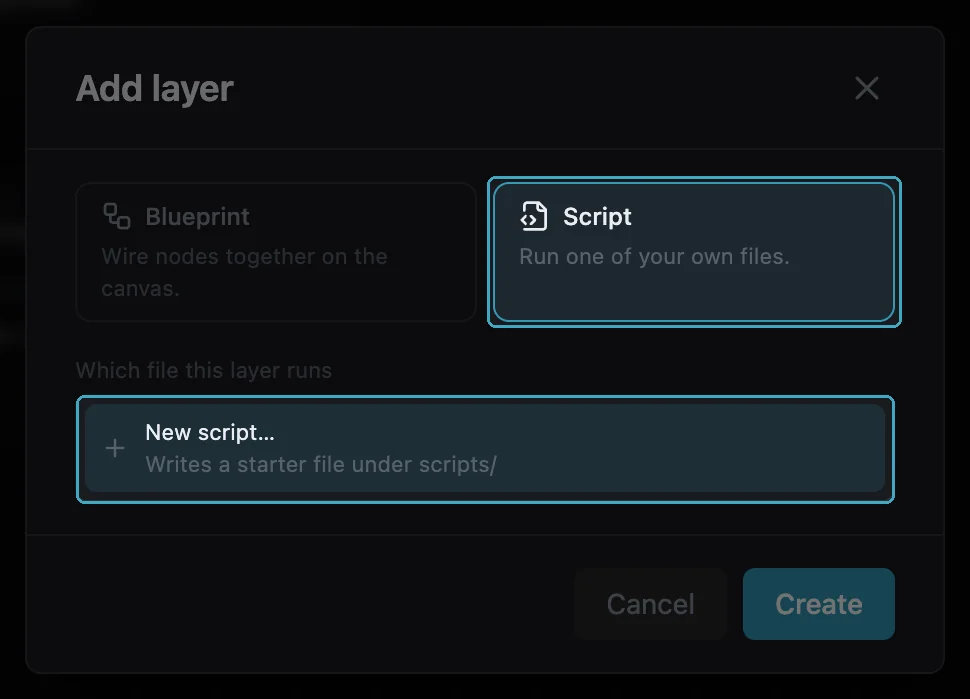 Add layer
Blueprint
Wire nodes together on the
canvas.
Script
Run one of your own files.
Which file this layer runs
New script...
Writes a starter file under scripts/
Cancel
Create